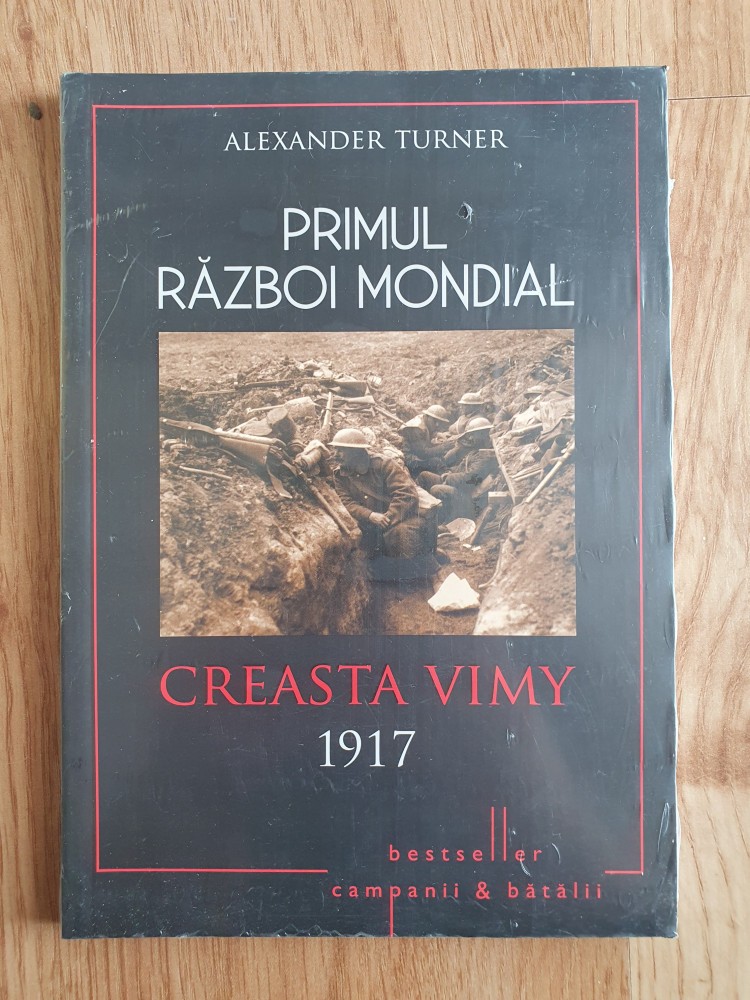 ALEXANDER TURNER
PRIMUL
RĂZBOI MONDIAL
CREASTA VIMY
1917
bestseller
campanii & bătălii